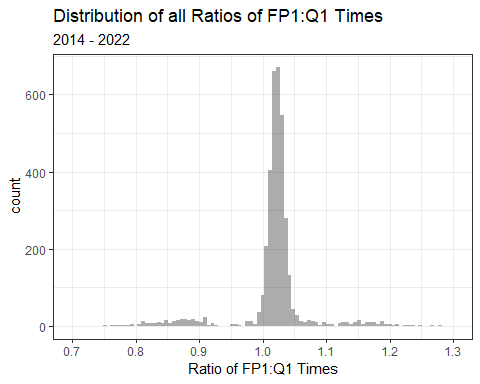 Distribution of all Ratios of FP1:Q1 Times
2014 - 2022
600
400
200
0
count
0.7 0.8 0.9 1.0 1.1 1.2 1.3
Ratio of FP1:Q1 Times